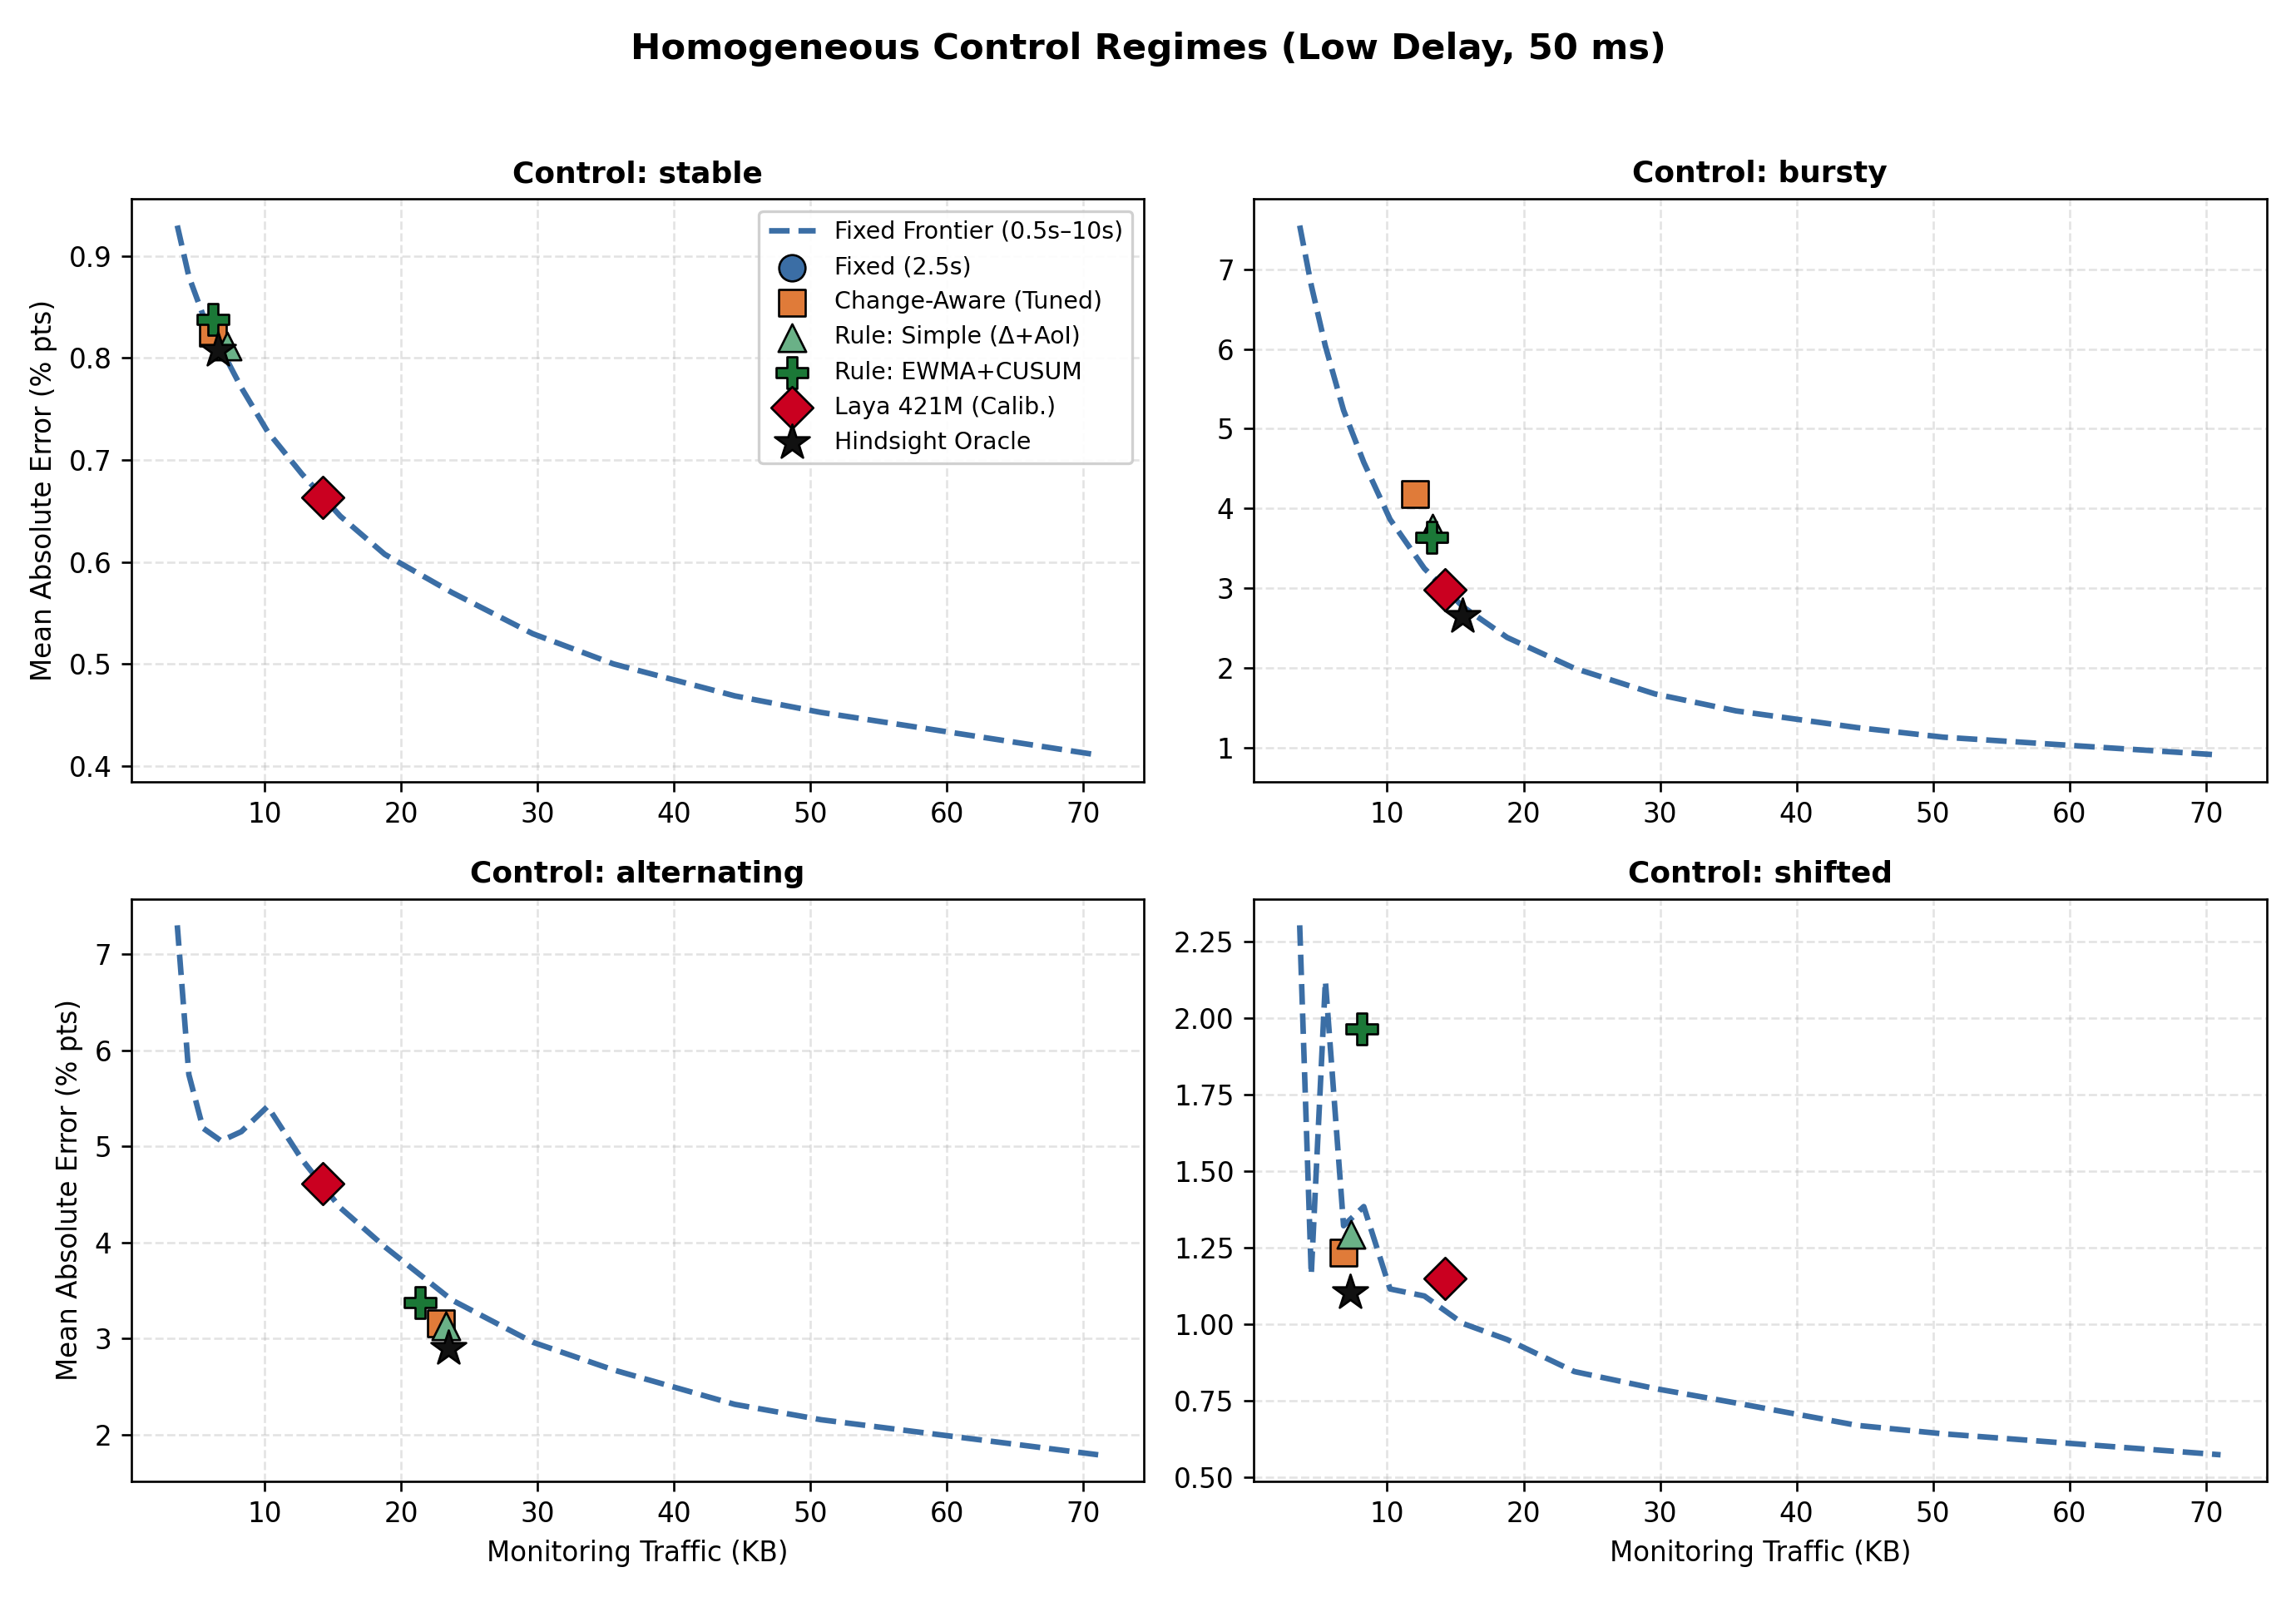 Homogeneous Control Regimes (Low Delay, 50 ms)
Control: stable
Mean Absolute Error (% pts)
0.9
0.8
0.7
0.6
0.5
0.4
10 20 30 40 50 60 70
Fixed Frontier (0.5s–10s)
Fixed (2.5s)
Change-Aware (Tuned)
Rule: Simple (Δ+AoI)
Rule: EWMA+CUSUM
Laya 421M (Calib.)
Hindsight Oracle
Control: bursty
7
6
5
4
3
2
1
10 20 30 40 50 60 70
Control: alternating
Mean Absolute Error (% pts)
7
6
5
4
3
2
10 20 30 40 50 60 70
Monitoring Traffic (KB)
Control: shifted
2.25
2.00
1.75
1.50
1.25
1.00
0.75
0.50
10 20 30 40 50 60 70
Monitoring Traffic (KB)